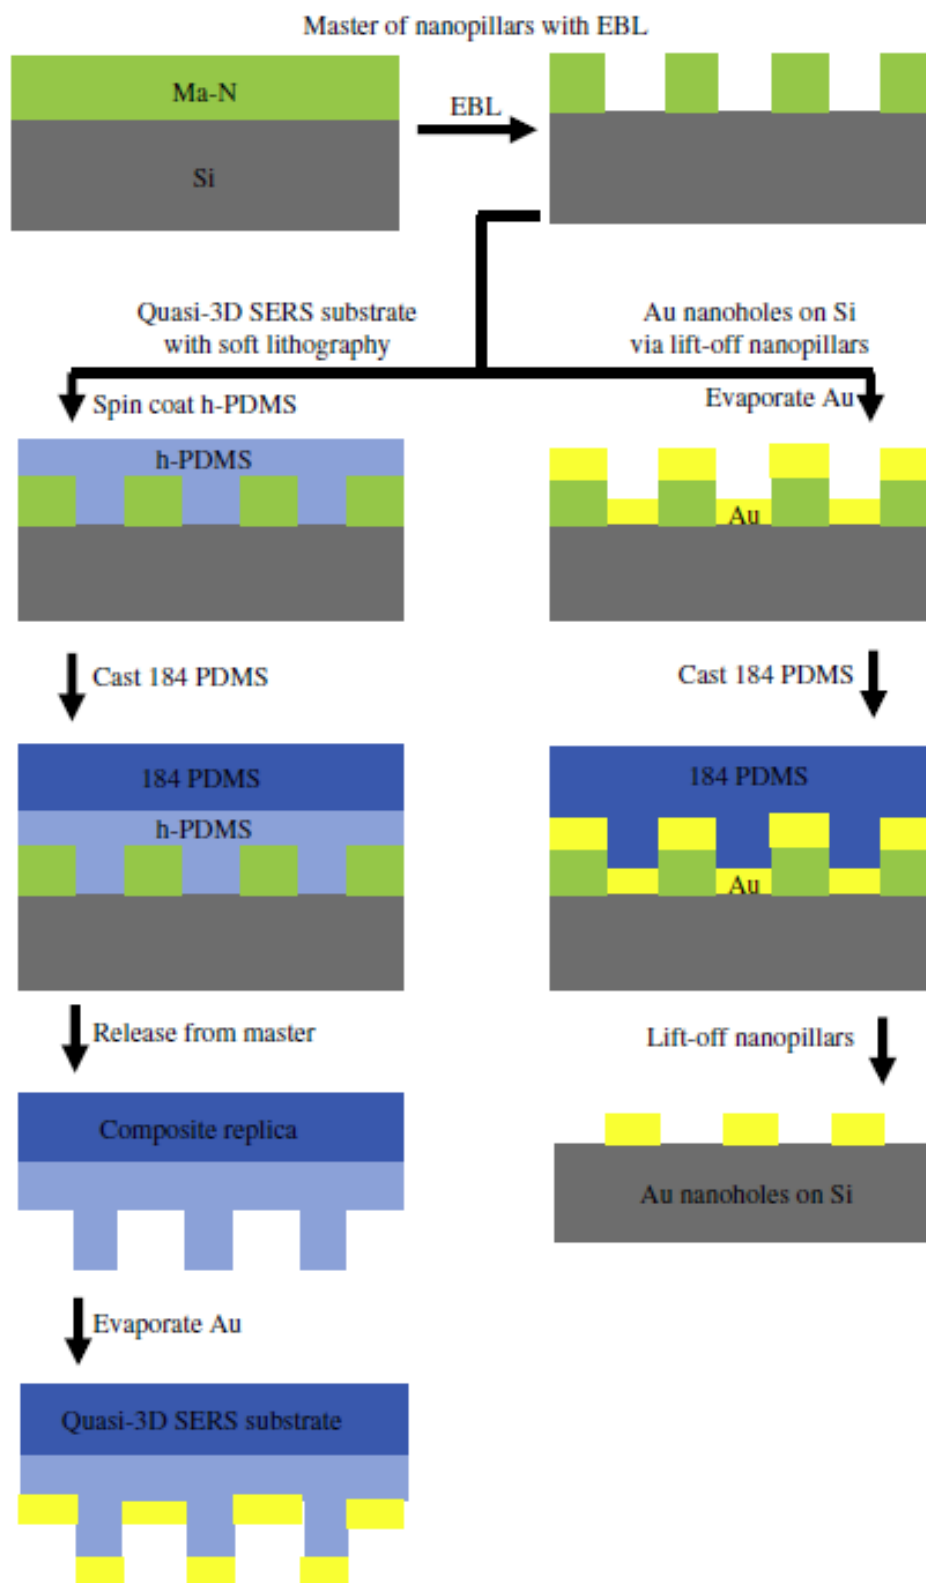 Master of nanopillars with EBL
Ma-N
Si
EBL
Quasi-3D SERS substrate
with soft lithography
Au nanoholes on Si
via lift-off nanopillars
Spin coat h-PDMS
Evaporate Au
h-PDMS
Au
Cast 184 PDMS
Cast 184 PDMS
184 PDMS
h-PDMS
184 PDMS
Au
Release from master
Lift-off nanopillars
Composite replica
Au nanoholes on Si
Evaporate Au
Quasi-3D SERS substrate